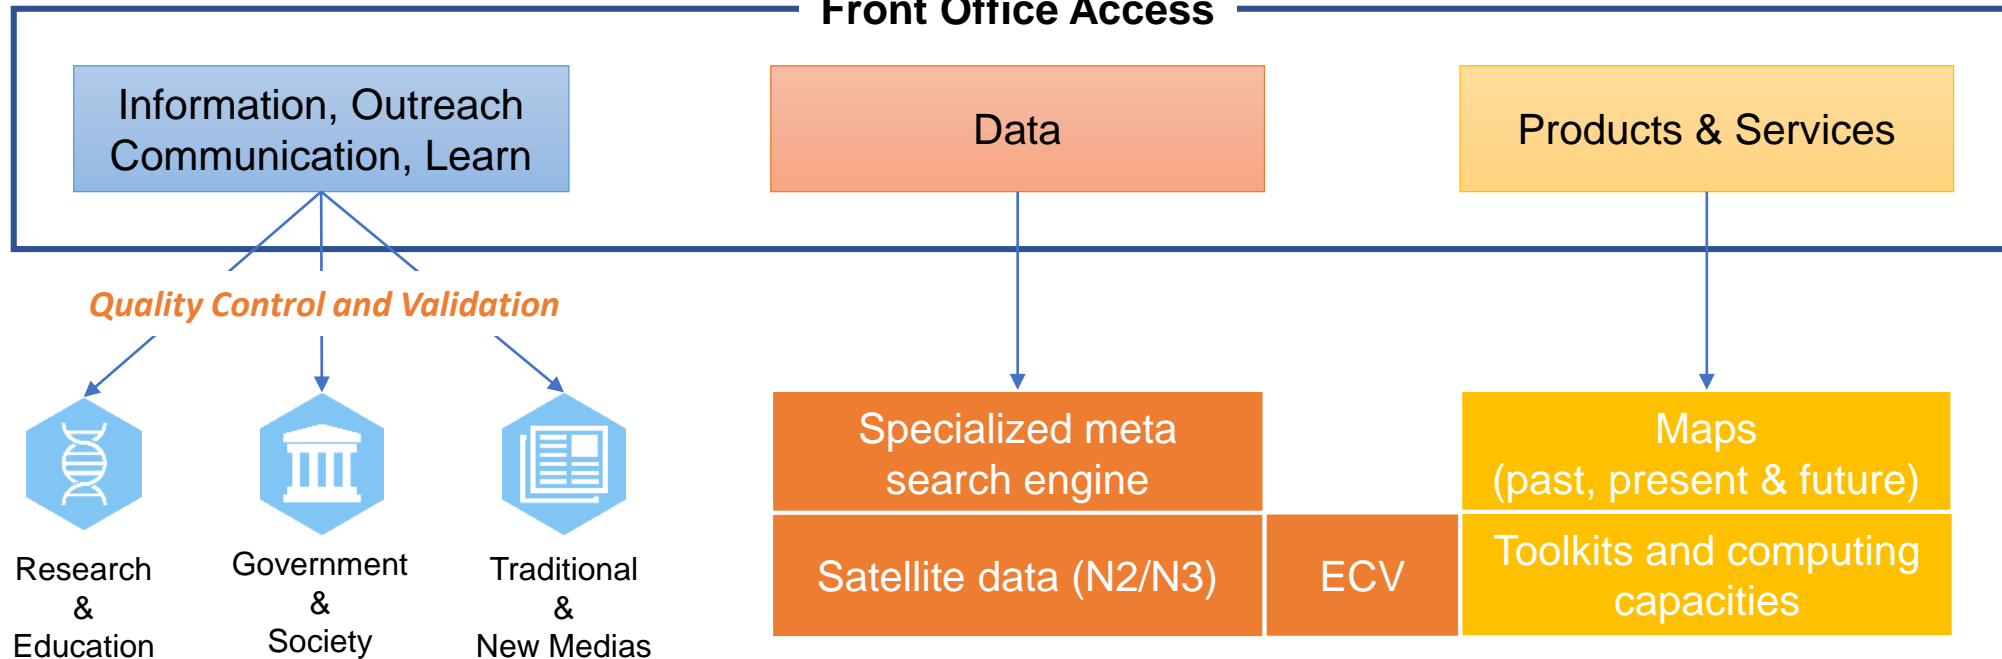 Front Office Access
Information, Outreach
Communication, Learn
Data
Products & Services
Quality Control and Validation
Research
&
Education
Government
&
Society
Traditional
&
New Medias
Specialized meta
search engine
Satellite data (N2/N3)
ECV
Maps
(past, present & future)
Toolkits and computing
capacities